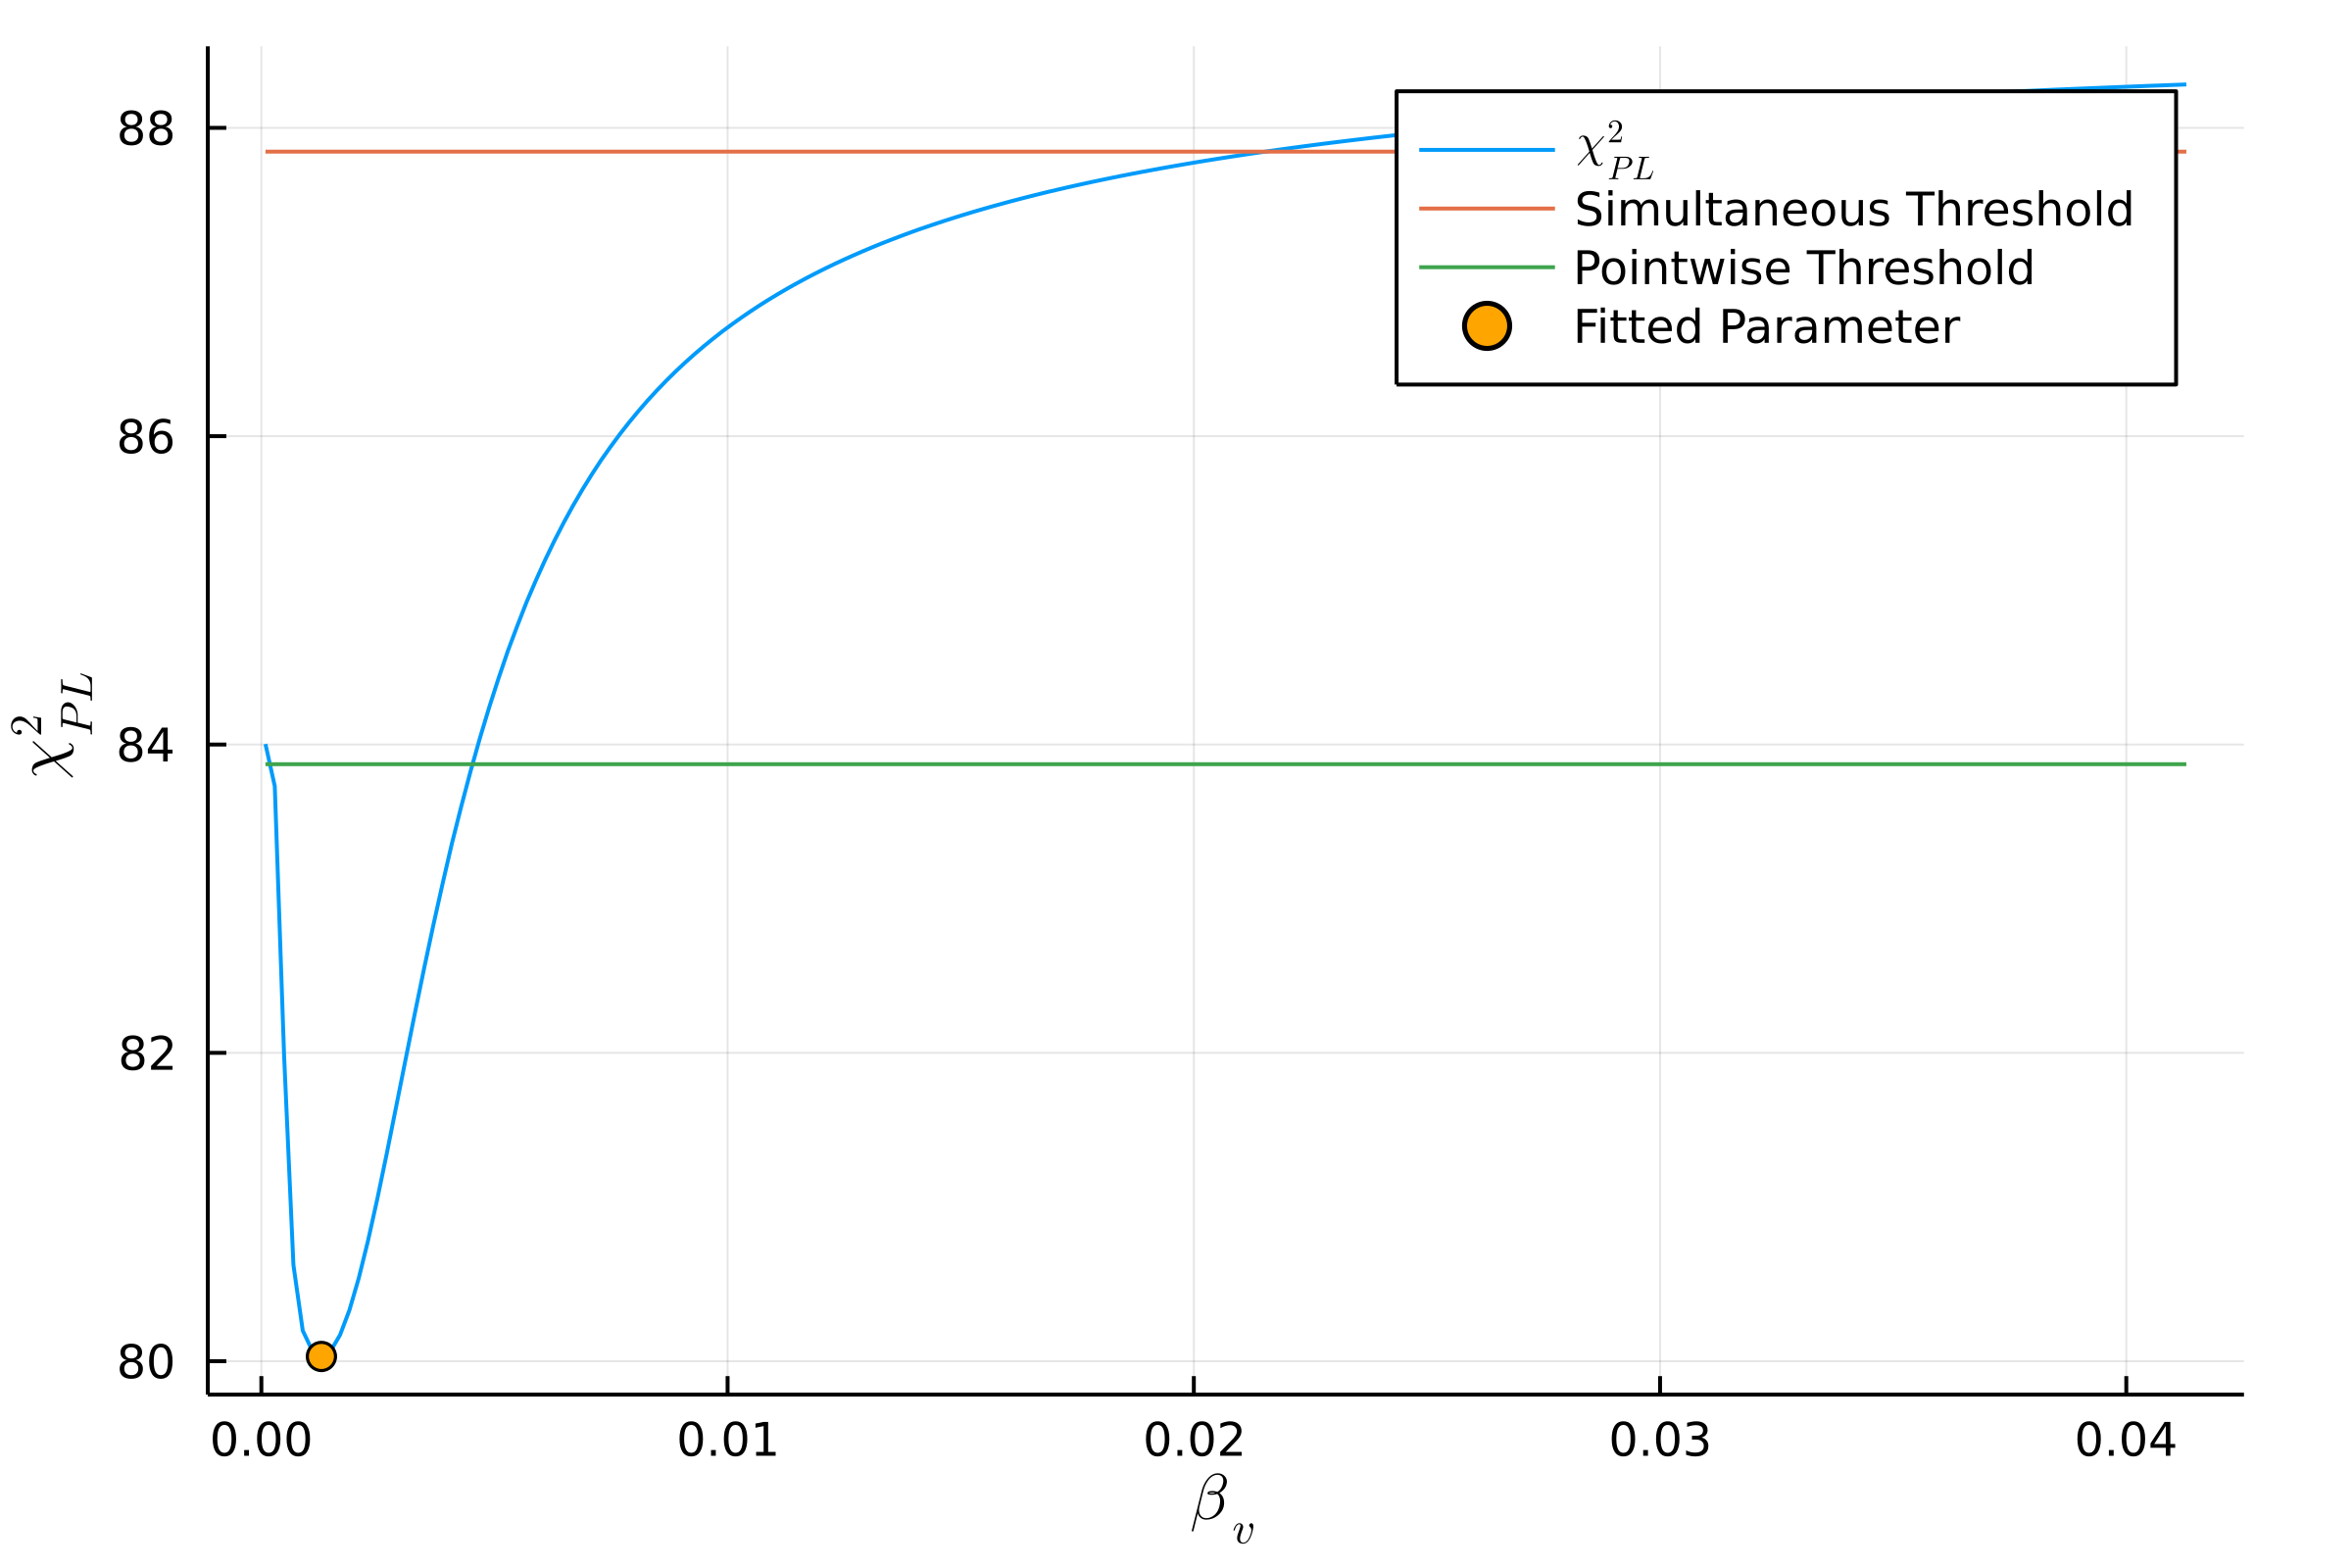 χ²_PL
88
86
84
82
80
0.00 0.01 0.02 0.03 0.04
β_v
χ²_PL
Simultaneous Threshold
Pointwise Threshold
Fitted Parameter